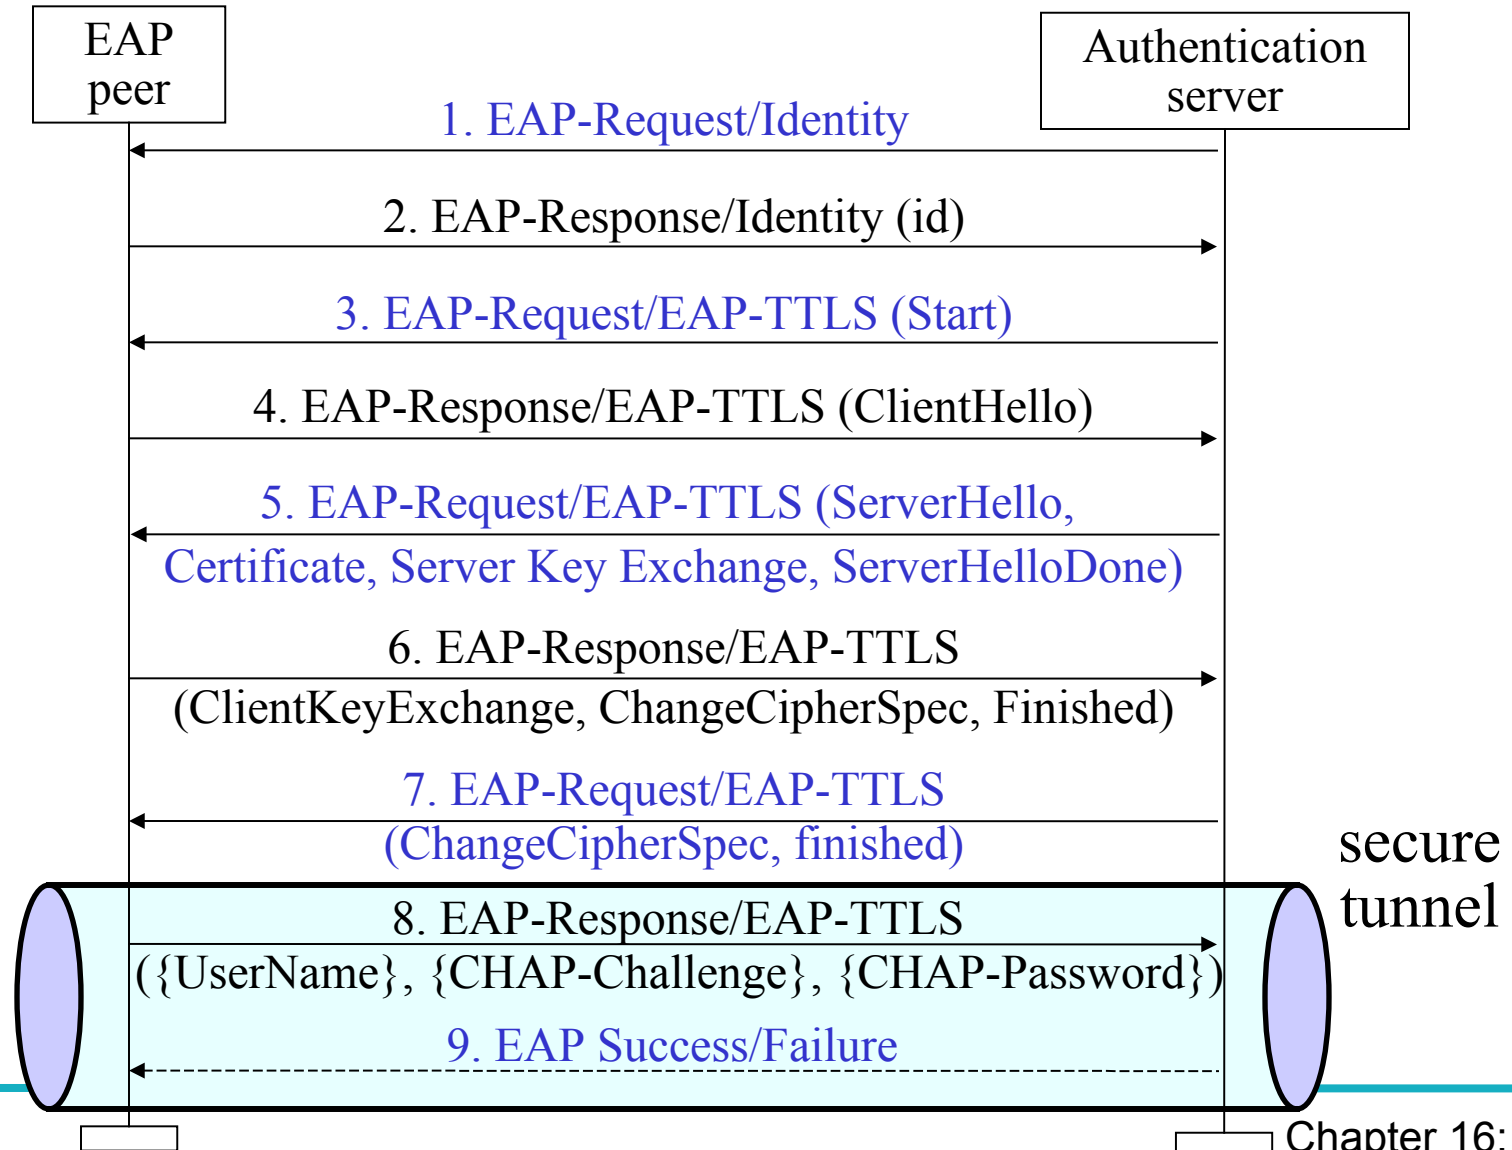 EAP
peer
Authentication
server
1. EAP-Request/Identity
2. EAP-Response/Identity (id)
3. EAP-Request/EAP-TTLS (Start)
4. EAP-Response/EAP-TTLS (ClientHello)
5. EAP-Request/EAP-TTLS (ServerHello,
Certificate, Server Key Exchange, ServerHelloDone)
6. EAP-Response/EAP-TTLS
(ClientKeyExchange, ChangeCipherSpec, Finished)
7. EAP-Request/EAP-TTLS
(ChangeCipherSpec, finished)
secure
tunnel
8. EAP-Response/EAP-TTLS
({UserName}, {CHAP-Challenge}, {CHAP-Password})
9. EAP Success/Failure
Chapter 16: